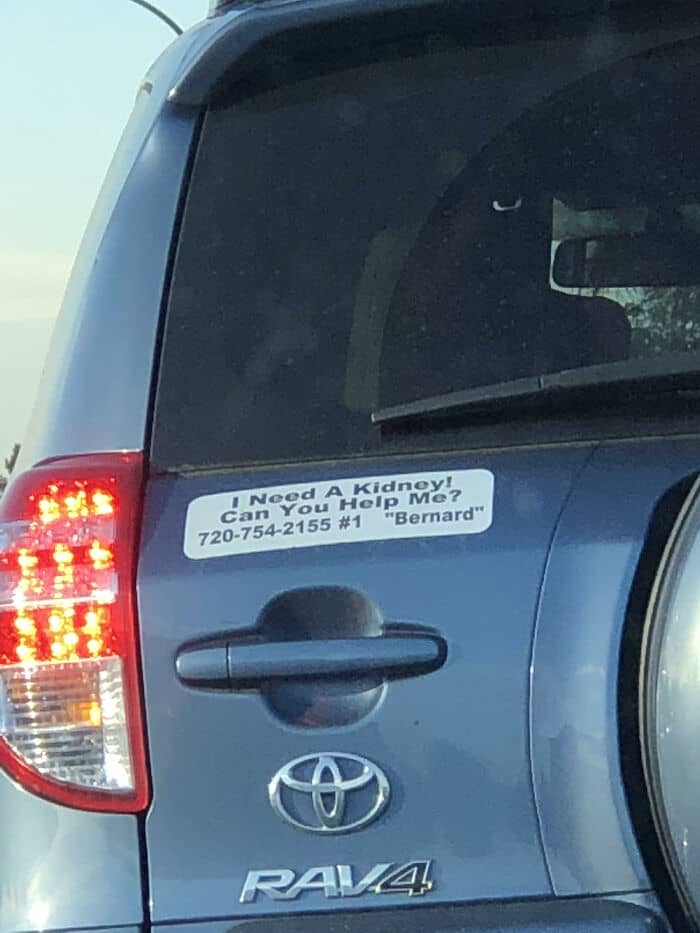 I Need A Kidney!
Can You Help Me?
720-754-2155 #1 "Bernard"
RAV4